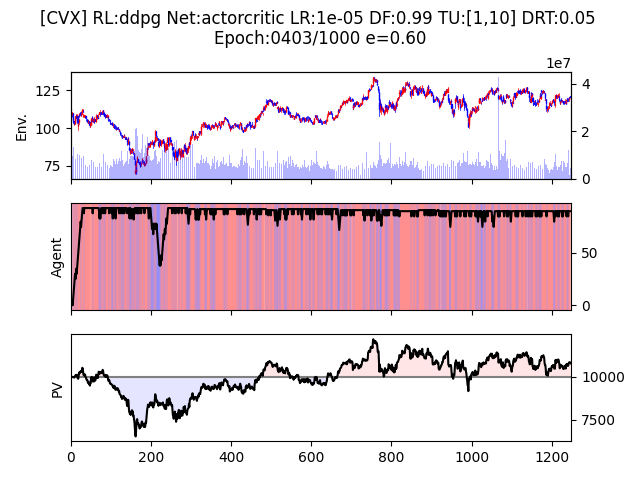 [CVX] RL:ddpg Net:actorcritic LR:1e-05 DF:0.99 TU:[1,10] DRT:0.05
Epoch:0403/1000 e=0.60
1e7
125
100
75
Env.
4
2
0
Agent
50
0
PV
10000
7500
0 200 400 600 800 1000 1200